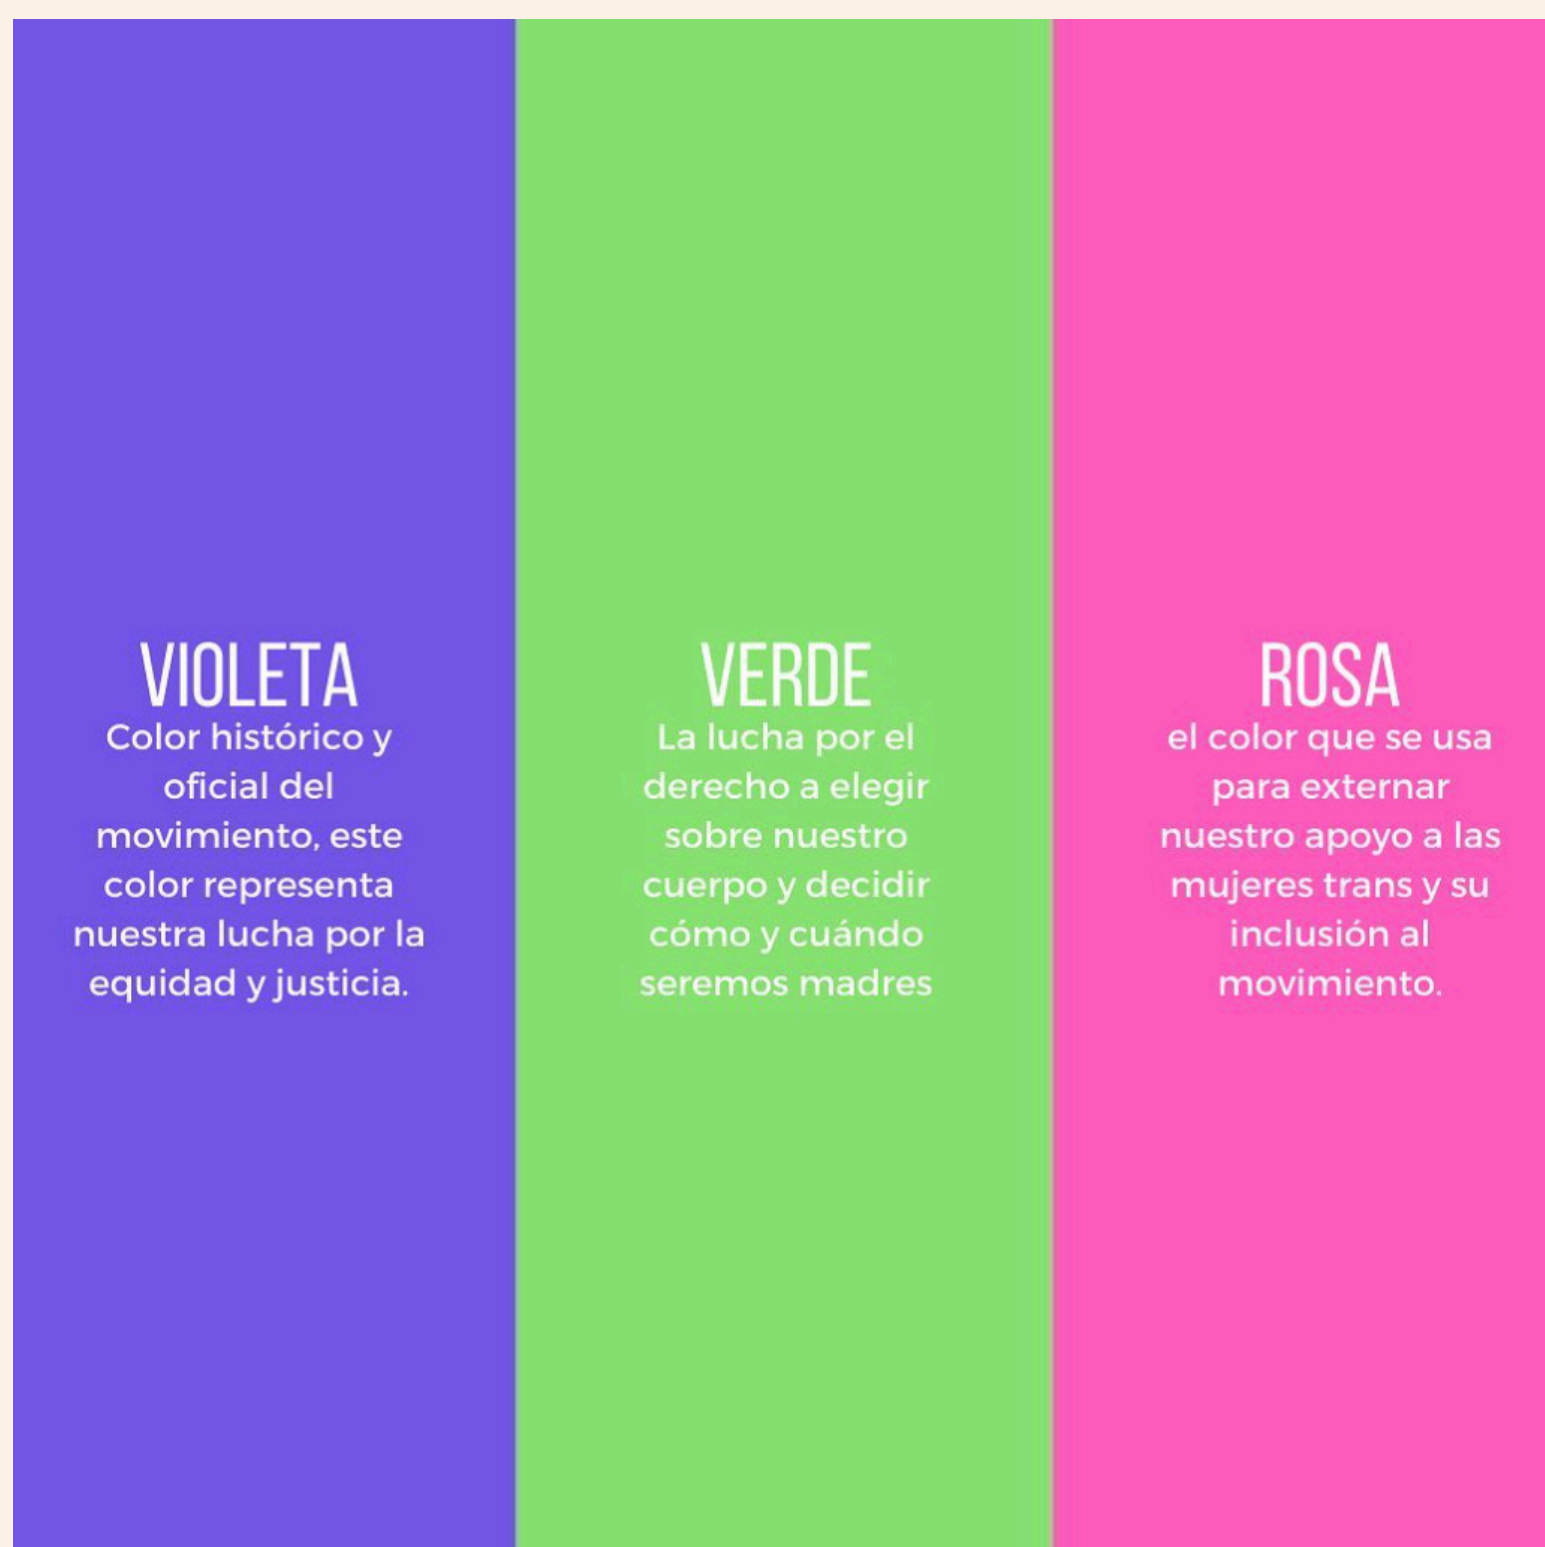 VIOLETA
Color histórico y
oficial del
movimiento, este
color representa
nuestra lucha por la
equidad y justicia.
VERDE
La lucha por el
derecho a elegir
sobre nuestro
cuerpo y decidir
cómo y cuándo
seremos madres
ROSA
el color que se usa
para externar
nuestro apoyo a las
mujeres trans y su
inclusión al
movimiento.